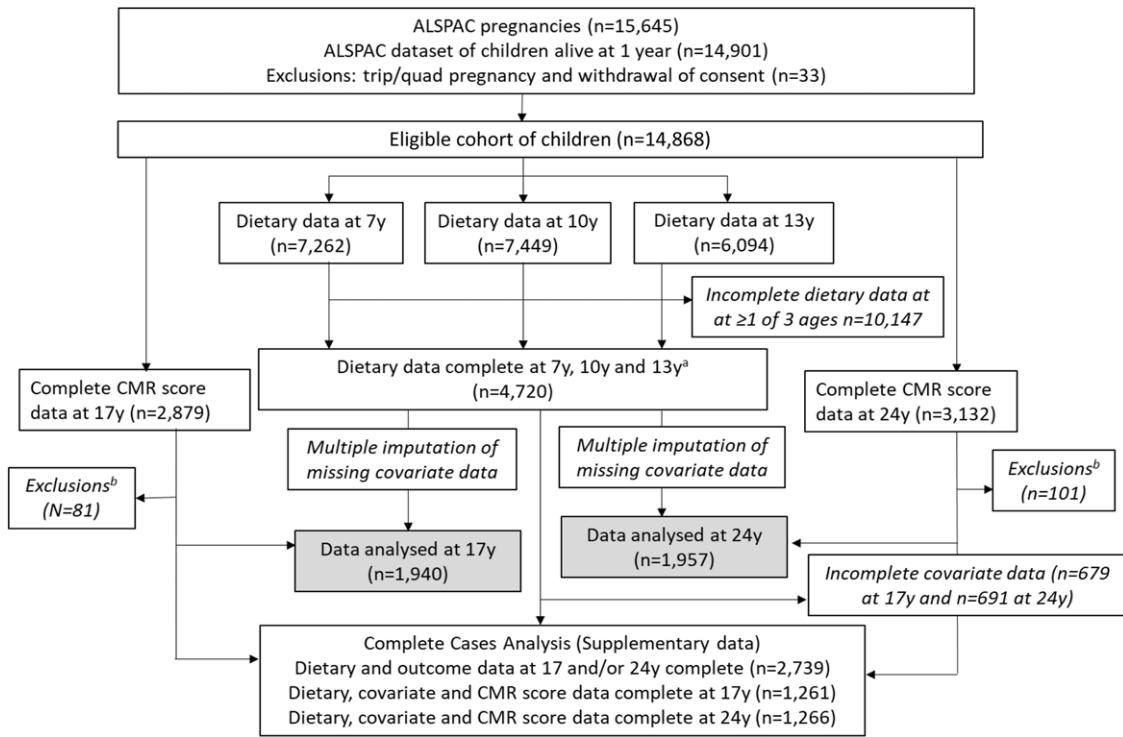 ALSPAC pregnancies (n=15,645)
ALSPAC dataset of children alive at 1 year (n=14,901)
Exclusions: trip/quad pregnancy and withdrawal of consent (n=33)
Eligible cohort of children (n=14,868)
Dietary data at 7y
(n=7,262)
Dietary data at 10y
(n=7,449)
Dietary data at 13y
(n=6,094)
Incomplete dietary data at
at ≥1 of 3 ages n=10,147
Dietary data complete at 7y, 10y and 13yᵃ
(n=4,720)
Complete CMR score
data at 17y (n=2,879)
Complete CMR score
data at 24y (n=3,132)
Multiple imputation of
missing covariate data
Multiple imputation of
missing covariate data
Exclusionsᵇ
(N=81)
Exclusionsᵇ
(n=101)
Data analysed at 17y
(n=1,940)
Data analysed at 24y
(n=1,957)
Incomplete covariate data (n=679
at 17y and n=691 at 24y)
Complete Cases Analysis (Supplementary data)
Dietary and outcome data at 17 and/or 24y complete (n=2,739)
Dietary, covariate and CMR score data complete at 17y (n=1,261)
Dietary, covariate and CMR score data complete at 24y (n=1,266)